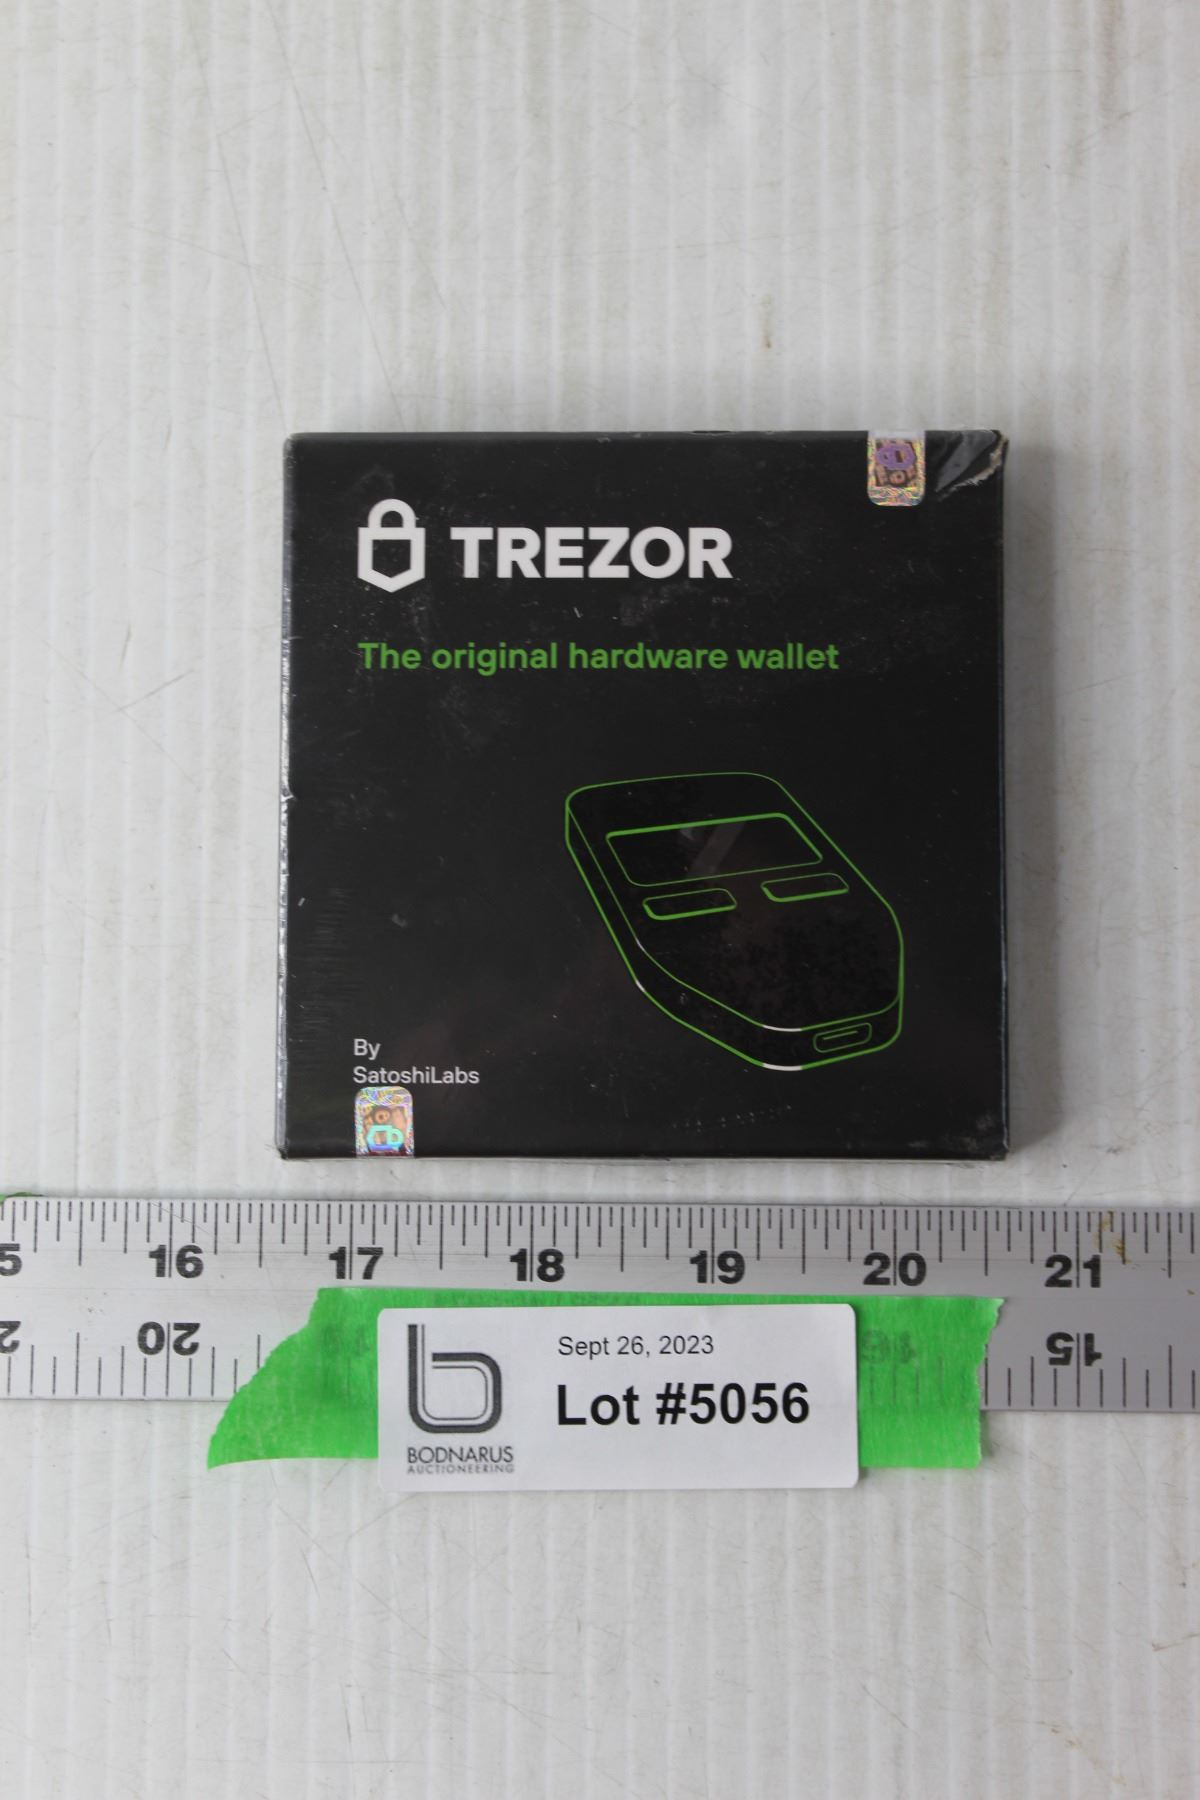 TREZOR
The original hardware wallet
By
SatoshiLabs
16 17 18 19 20 21
20 16 15
Sept 26, 2023
Lot #5056
BODNARUS
AUCTIONEERING